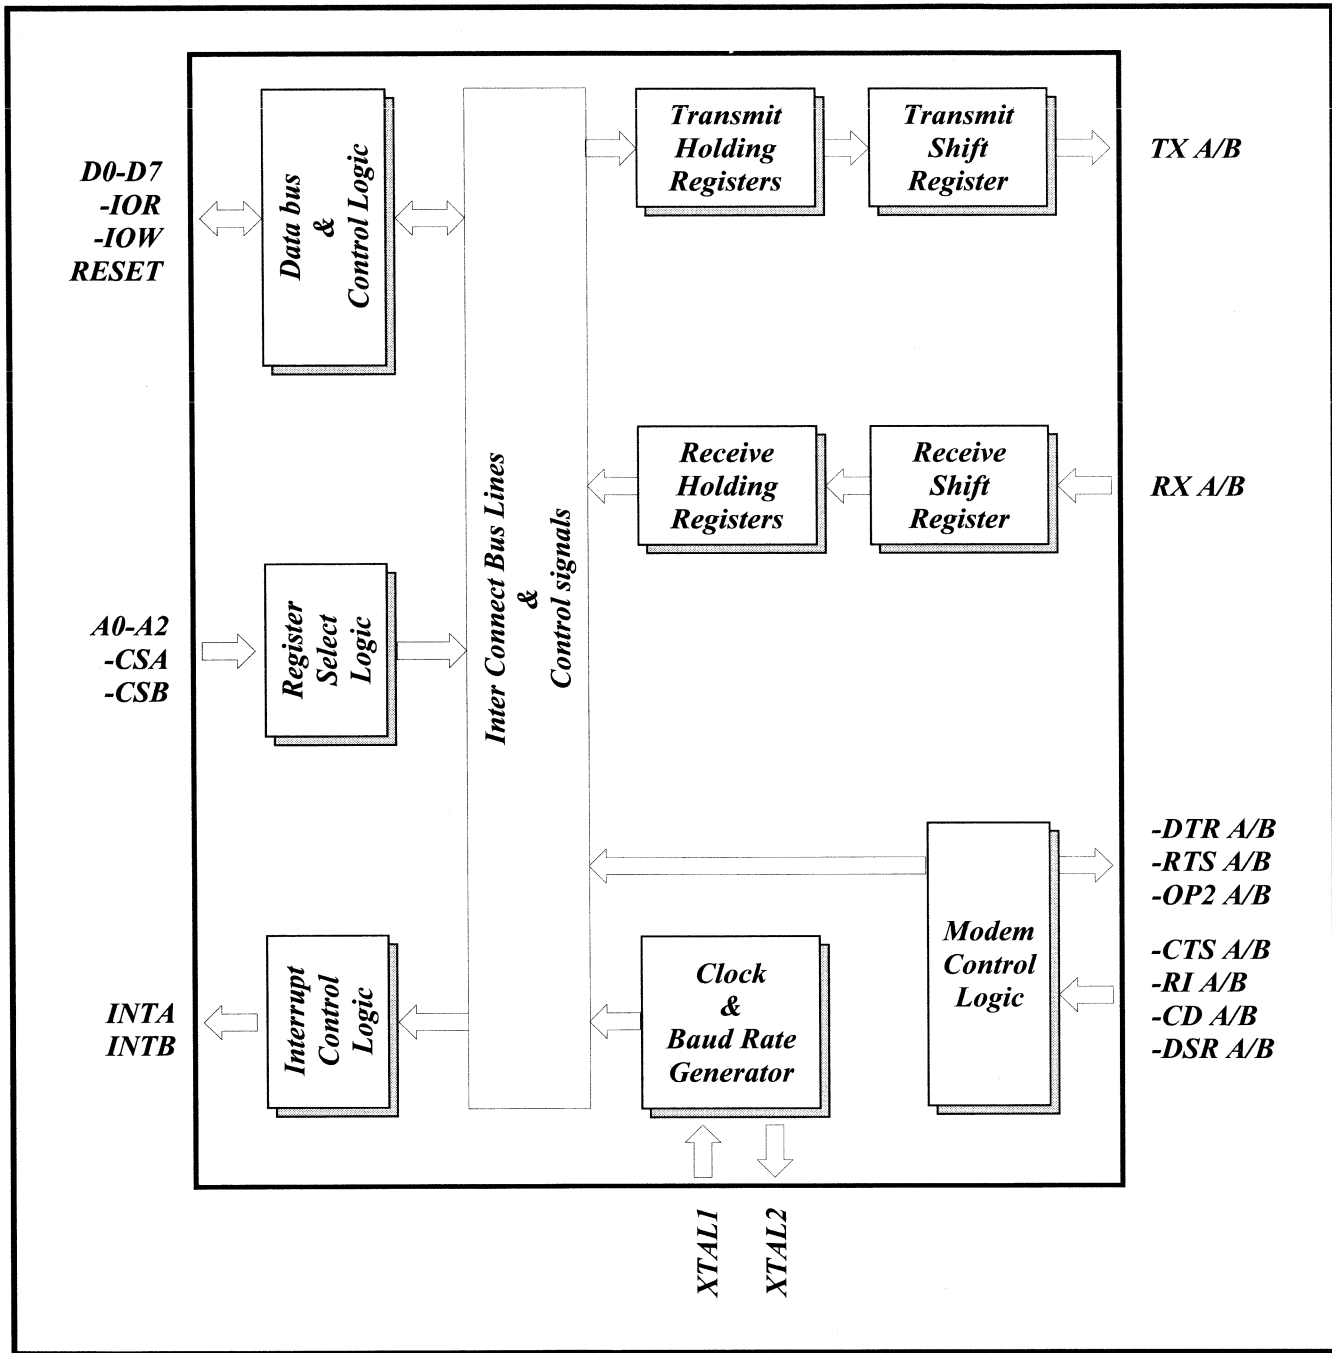 D0-D7
-IOR
-IOW
RESET
Data bus
&
Control Logic
A0-A2
-CSA
-CSB
Register
Select
Logic
INTA
INTB
Interrupt
Control
Logic
Inter Connect Bus Lines
&
Control signals
Transmit
Holding
Registers
Transmit
Shift
Register
TX A/B
Receive
Holding
Registers
Receive
Shift
Register
RX A/B
Clock
&
Baud Rate
Generator
Modem
Control
Logic
-DTR A/B
-RTS A/B
-OP2 A/B
-CTS A/B
-RI A/B
-CD A/B
-DSR A/B
XTAL1
XTAL2